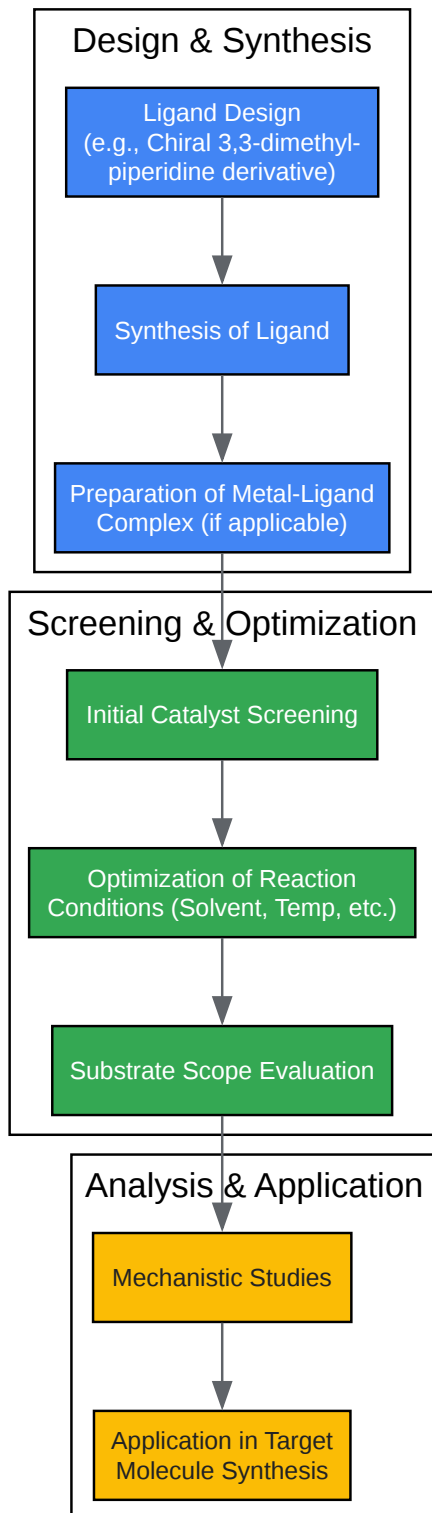 Design & Synthesis
Ligand Design
(e.g., Chiral 3,3-dimethyl-
piperidine derivative)
Synthesis of Ligand
Preparation of Metal-Ligand
Complex (if applicable)
Screening & Optimization
Initial Catalyst Screening
Optimization of Reaction
Conditions (Solvent, Temp, etc.)
Substrate Scope Evaluation
Analysis & Application
Mechanistic Studies
Application in Target
Molecule Synthesis